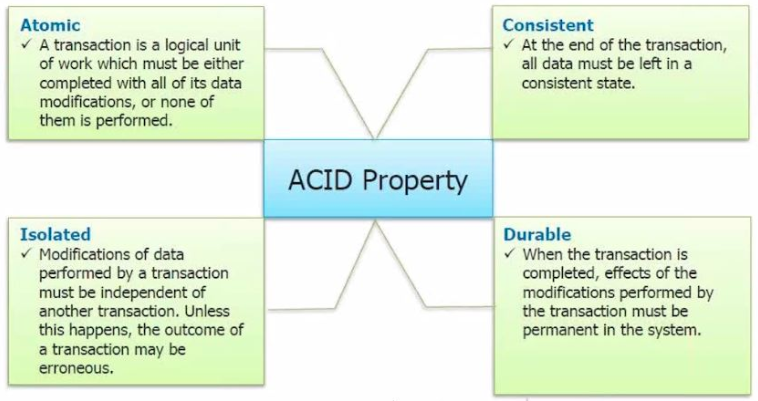 Atomic
✓ A transaction is a logical unit
of work which must be either
completed with all of its data
modifications, or none of
them is performed.
Consistent
✓ At the end of the transaction,
all data must be left in a
consistent state.
ACID Property
Isolated
✓ Modifications of data
performed by a transaction
must be independent of
another transaction. Unless
this happens, the outcome of
a transaction may be
erroneous.
Durable
✓ When the transaction is
completed, effects of the
modifications performed by
the transaction must be
permanent in the system.